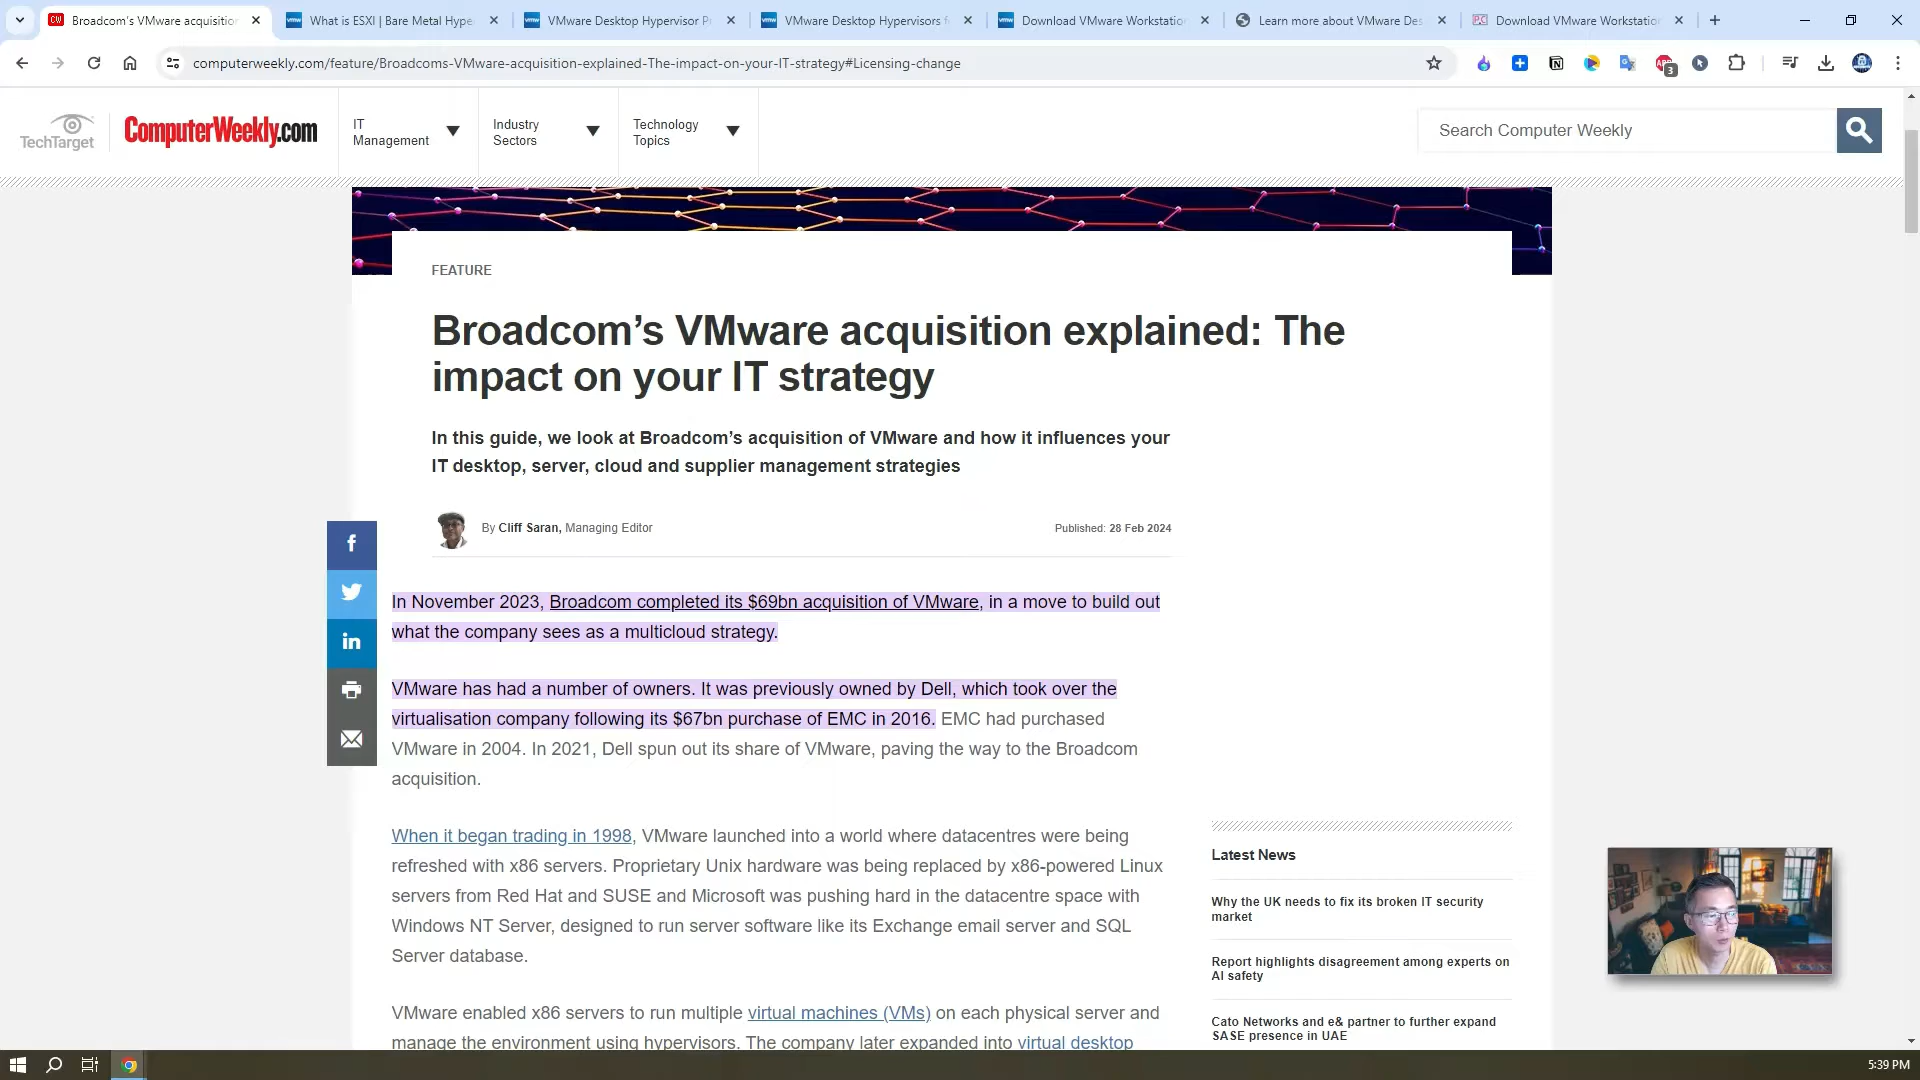 Broadcom's VMware acquisition
What is ESXI | Bare Metal Hype
VMware Desktop Hypervisor P
VMware Desktop Hypervisors f
Download VMware Workstatio
Learn more about VMware Des
Download VMware Workstatio
computerweekly.com/feature/Broadcoms-VMware-acquisition-explained-The-impact-on-your-IT-strategy#Licensing-change
3
TechTarget
ComputerWeekly.com
IT
Management
Industry
Sectors
Technology
Topics
Search Computer Weekly
FEATURE
Broadcom’s VMware acquisition explained: The
impact on your IT strategy
In this guide, we look at Broadcom’s acquisition of VMware and how it influences your
IT desktop, server, cloud and supplier management strategies
By Cliff Saran, Managing Editor
Published: 28 Feb 2024
In November 2023, Broadcom completed its $69bn acquisition of VMware, in a move to build out
what the company sees as a multicloud strategy.
VMware has had a number of owners. It was previously owned by Dell, which took over the
virtualisation company following its $67bn purchase of EMC in 2016. EMC had purchased
VMware in 2004. In 2021, Dell spun out its share of VMware, paving the way to the Broadcom
acquisition.
When it began trading in 1998, VMware launched into a world where datacentres were being
refreshed with x86 servers. Proprietary Unix hardware was being replaced by x86-powered Linux
servers from Red Hat and SUSE and Microsoft was pushing hard in the datacentre space with
Windows NT Server, designed to run server software like its Exchange email server and SQL
Server database.
VMware enabled x86 servers to run multiple virtual machines (VMs) on each physical server and
manage the environment using hypervisors. The company later expanded into virtual desktop
Latest News
Why the UK needs to fix its broken IT security
market
Report highlights disagreement among experts on
AI safety
Cato Networks and e& partner to further expand
SASE presence in UAE
5:39 PM